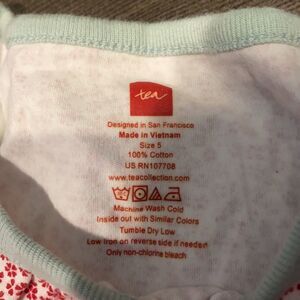 tea
Designed in San Francisco
Made in Vietnam
Size 5
100% Cotton
US RN107708
www.teacollection.com
Machine Wash Cold
Inside out with Similar Colors
Tumble Dry Low
Low Iron on reverse side if needed
Only non-chlorine bleach